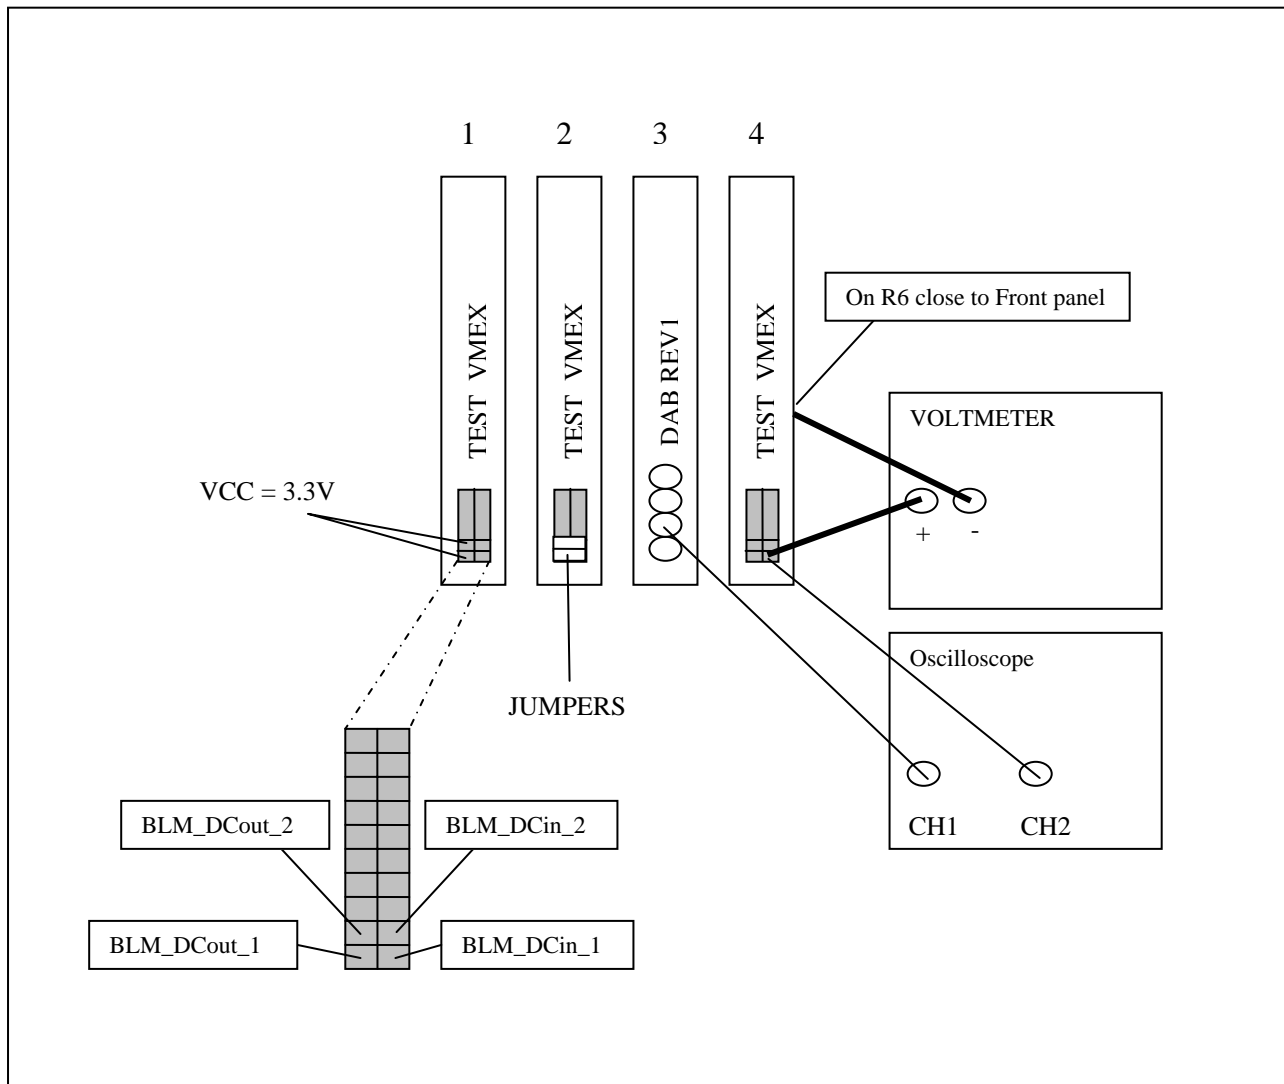 1 2 3 4
TEST VMEX
TEST VMEX
DAB REV1
TEST VMEX
On R6 close to Front panel
VOLTMETER
+ -
VCC = 3.3V
Oscilloscope
CH1 CH2
JUMPERS
BLM_DCout_2
BLM_DCin_2
BLM_DCout_1
BLM_DCin_1